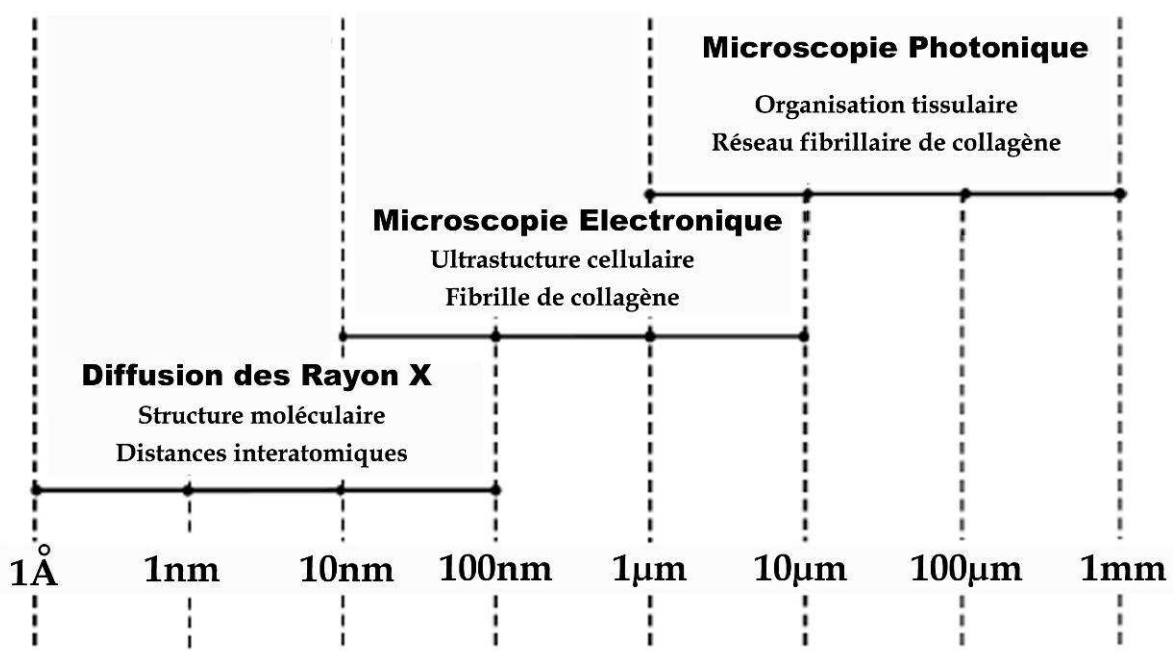 Microscopie Photonique
Organisation tissulaire
Réseau fibrillaire de collagène
Microscopie Electronique
Ultrastucture cellulaire
Fibrille de collagène
Diffusion des Rayon X
Structure moléculaire
Distances interatomiques
1Å 1nm 10nm 100nm 1µm 10µm 100µm 1mm